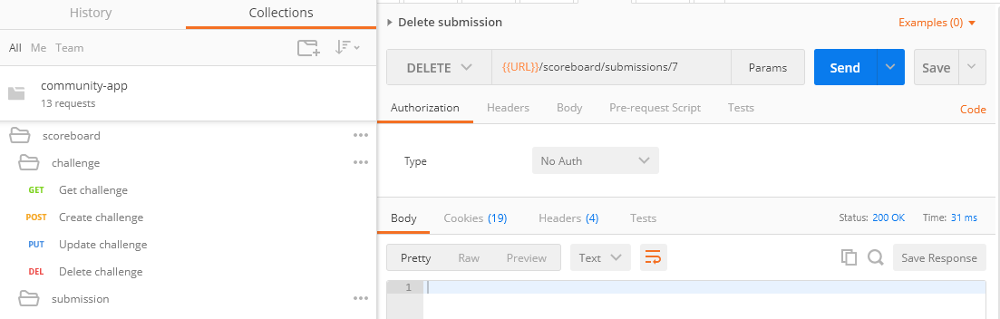 History Collections
All Me Team
community-app
13 requests
scoreboard
challenge
GET Get challenge
POST Create challenge
PUT Update challenge
DEL Delete challenge
submission
Delete submission Examples (0)
DELETE {{URL}}/scoreboard/submissions/7 Params Send Save
Authorization Headers Body Pre-request Script Tests Code
Type No Auth
Body Cookies (19) Headers (4) Tests Status: 200 OK Time: 31 ms
Pretty Raw Preview Text Save Response
1